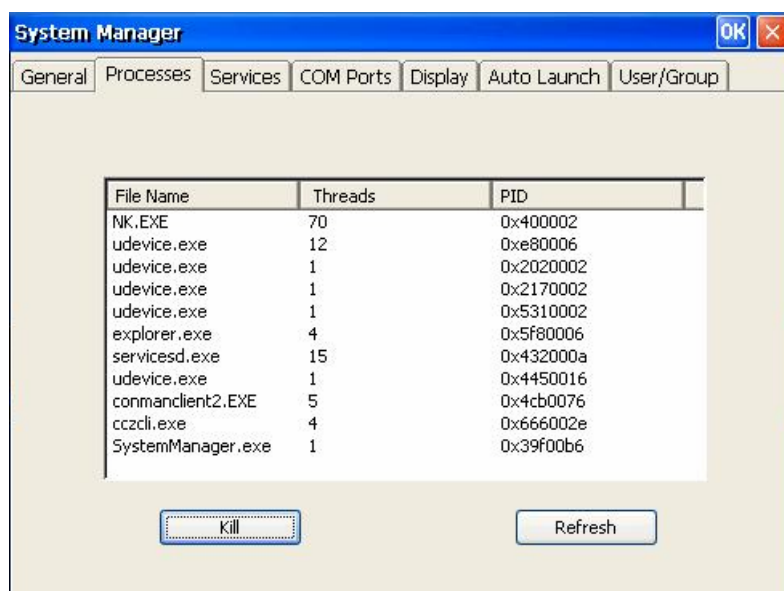 System Manager OK
General Processes Services COM Ports Display Auto Launch User/Group
File Name Threads PID
NK.EXE 70 0x400002
udevice.exe 12 0xe80006
udevice.exe 1 0x2020002
udevice.exe 1 0x2170002
udevice.exe 1 0x5310002
explorer.exe 4 0x5f80006
servicesd.exe 15 0x432000a
udevice.exe 1 0x4450016
conmanclient2.EXE 5 0x4cb0076
cczcli.exe 4 0x666002e
SystemManager.exe 1 0x39f00b6
Kill Refresh